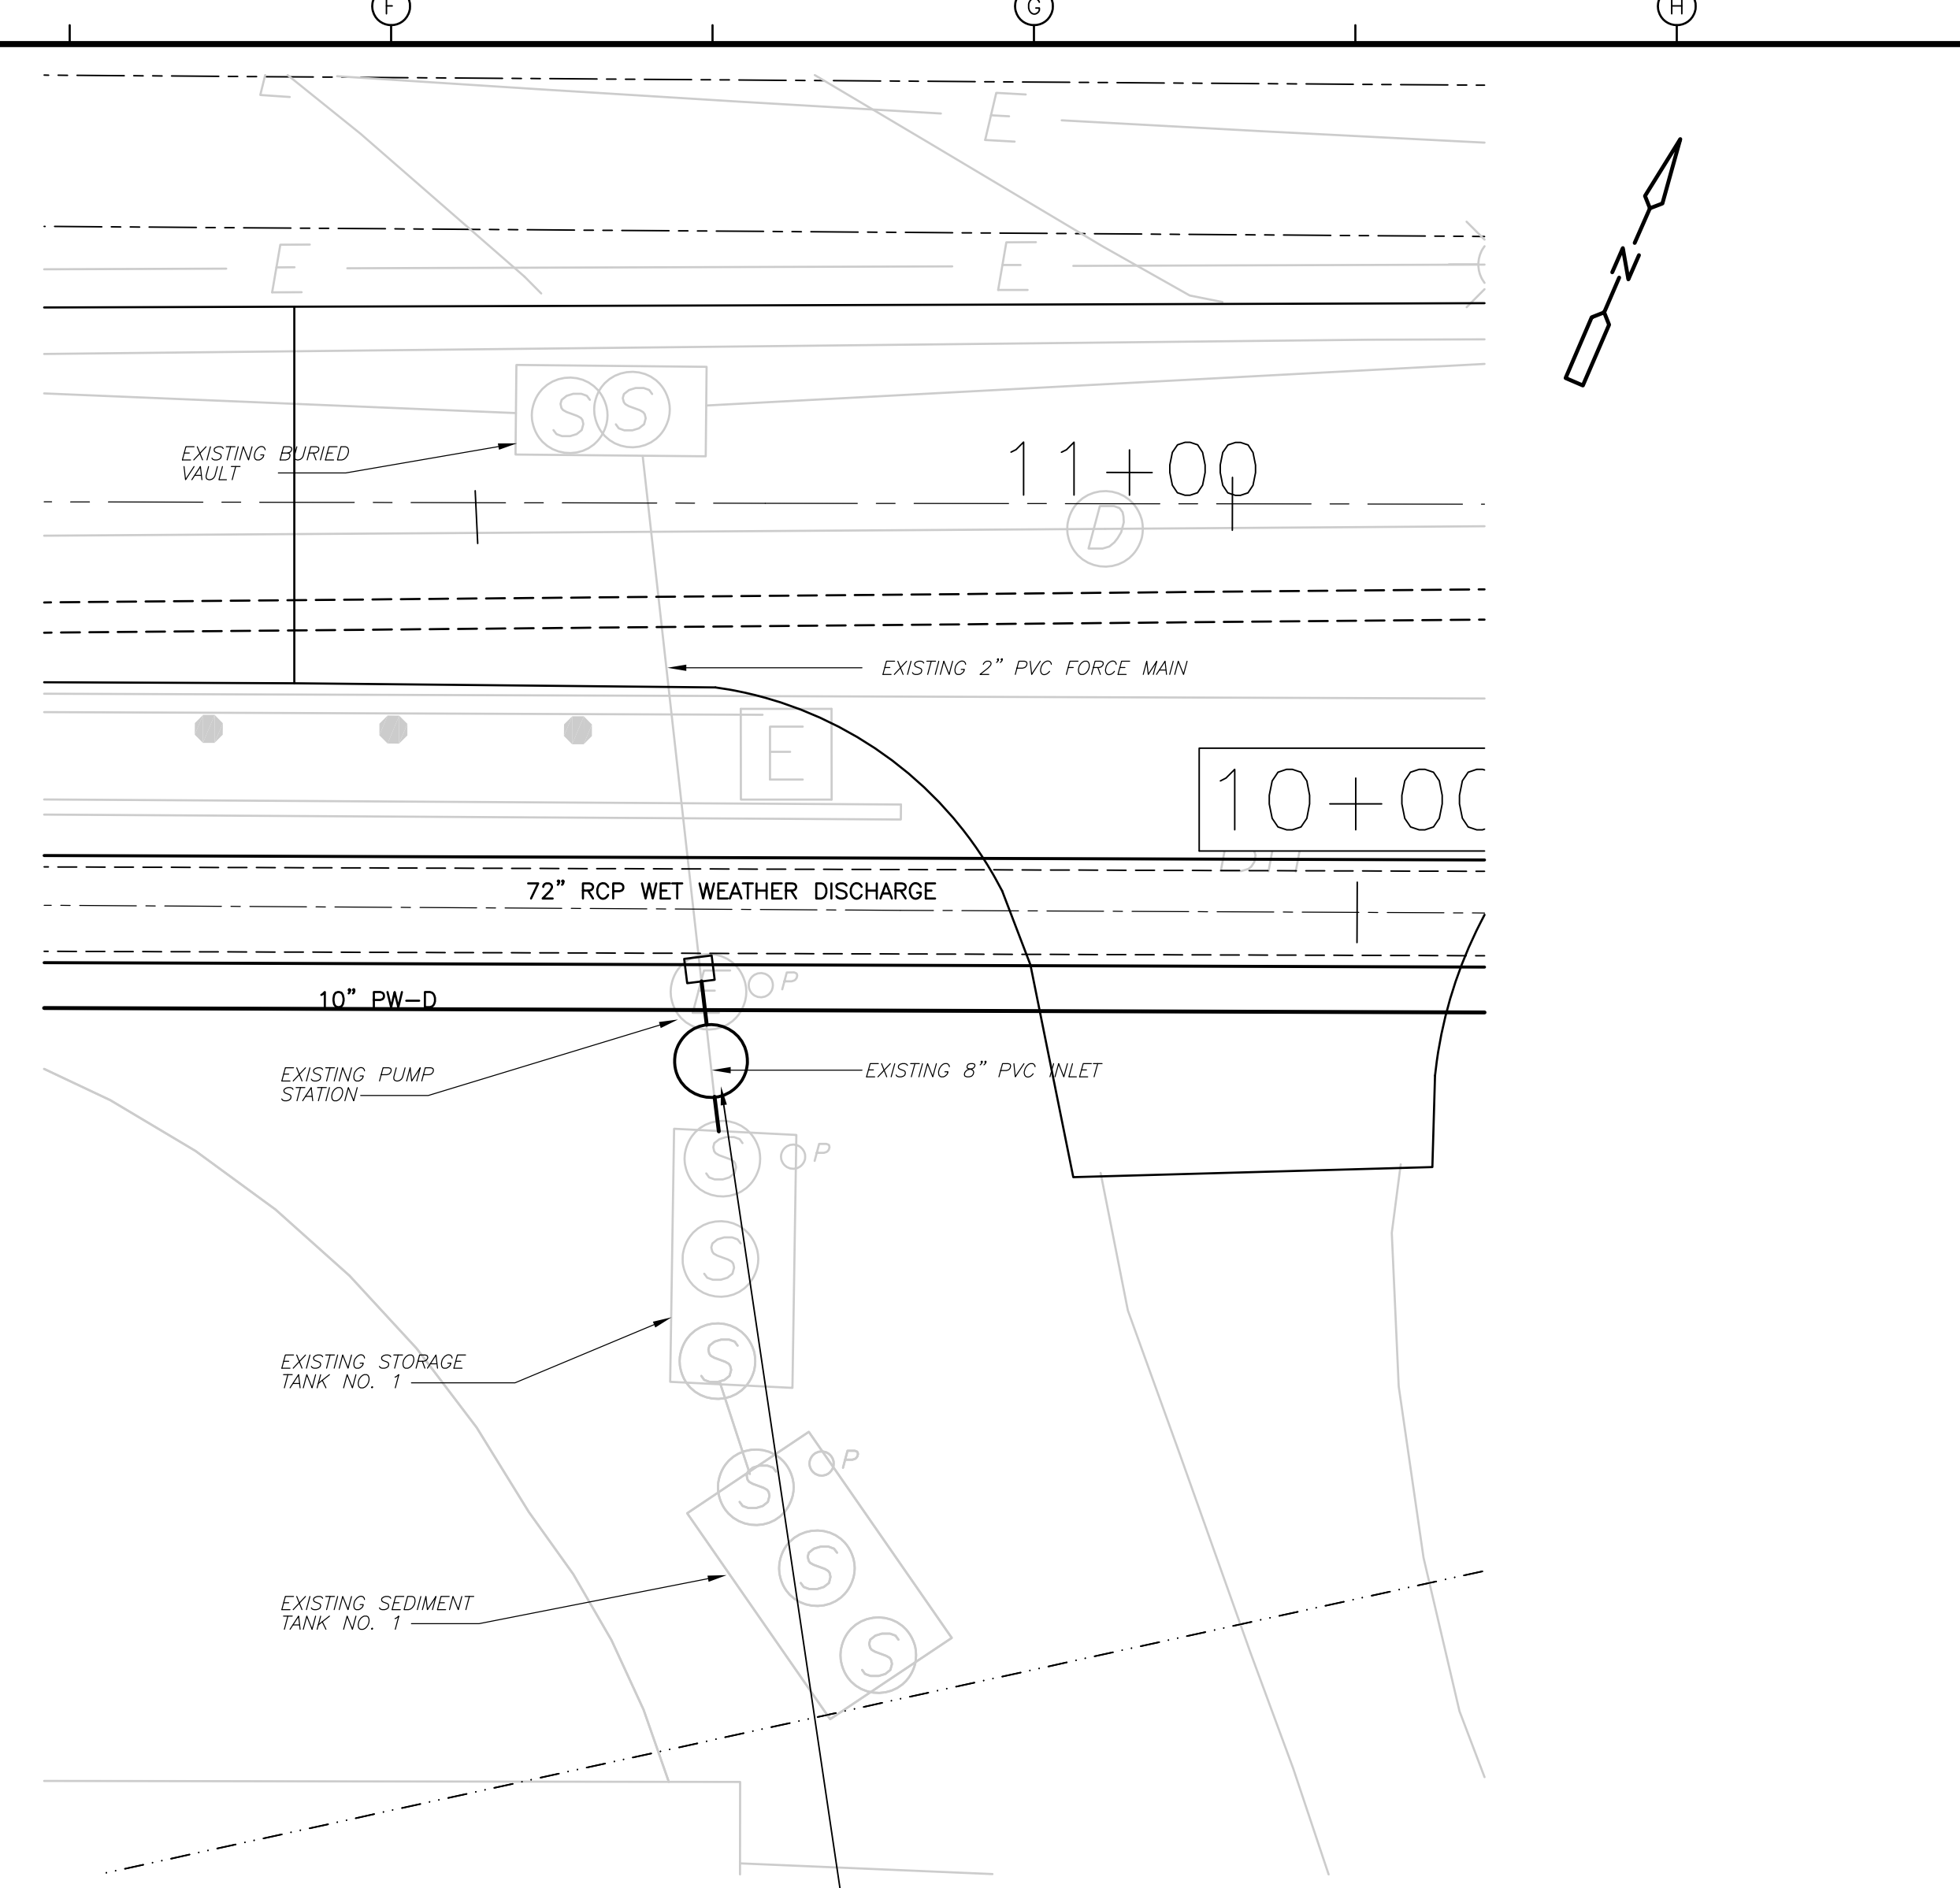 F G H
E
E
N
E E
S S
EXISTING BURIED
VAULT
11+00
D
EXISTING 2" PVC FORCE MAIN
E
10+00
72" RCP WET WEATHER DISCHARGE
E P
10" PW-D
EXISTING PUMP
STATION
EXISTING 8" PVC INLET
S P
S
EXISTING STORAGE
TANK NO. 1
S
P
S
S
EXISTING SEDIMENT
TANK NO. 1
S